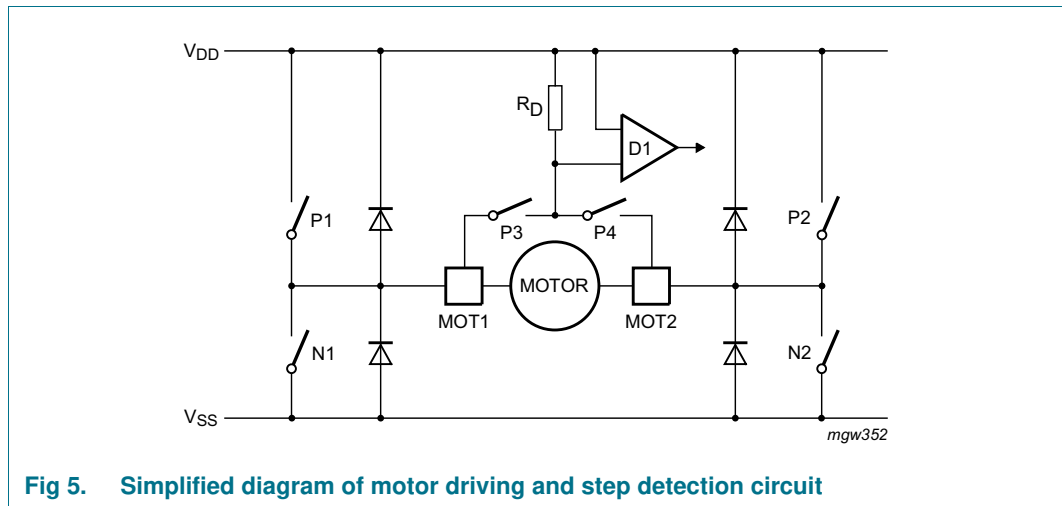 VDD
RD
D1
P1
P3
P4
P2
MOTOR
MOT1
MOT2
N1
N2
VSS
mgw352
Fig 5. Simplified diagram of motor driving and step detection circuit